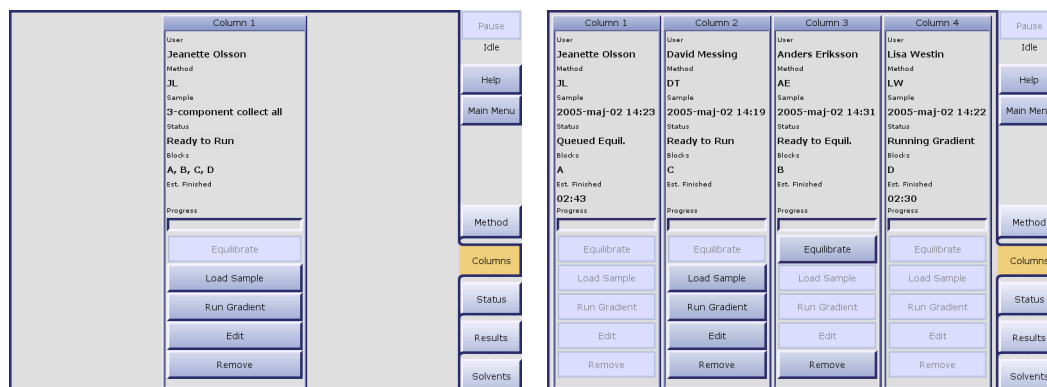 Column 1
User
Jeanette Olsson
Method
JL
Sample
3-component collect all
Status
Ready to Run
Blocks
A, B, C, D
Est. Finished
Progress
Equilibrate
Load Sample
Run Gradient
Edit
Remove
Pause
Idle
Help
Main Menu
Method
Columns
Status
Results
Solvents
Column 1
User
Jeanette Olsson
Method
JL
Sample
2005-maj-02 14:23
Status
Queued Equil.
Blocks
A
Est. Finished
02:43
Progress
Equilibrate
Load Sample
Run Gradient
Edit
Remove
Column 2
User
David Messing
Method
DT
Sample
2005-maj-02 14:19
Status
Ready to Run
Blocks
C
Est. Finished
Progress
Equilibrate
Load Sample
Run Gradient
Edit
Remove
Column 3
User
Anders Eriksson
Method
AE
Sample
2005-maj-02 14:31
Status
Ready to Equil.
Blocks
B
Est. Finished
Progress
Equilibrate
Load Sample
Run Gradient
Edit
Remove
Column 4
User
Lisa Westin
Method
LW
Sample
2005-maj-02 14:22
Status
Running Gradient
Blocks
D
Est. Finished
02:30
Progress
Equilibrate
Load Sample
Run Gradient
Edit
Remove
Pause
Idle
Help
Main Men
Method
Columns
Status
Results
Solvents